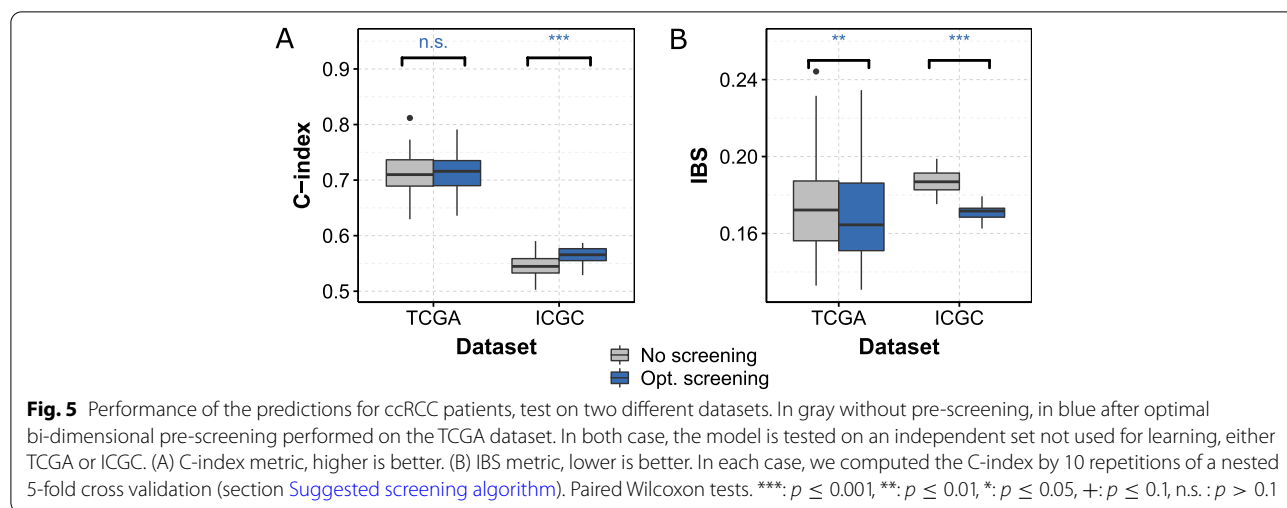 A
n.s.
***
0.9
0.8
0.7
0.6
0.5
C−index
TCGA
ICGC
Dataset
B
**
***
0.24
0.20
0.16
IBS
TCGA
ICGC
Dataset
No screening
Opt. screening
Fig. 5 Performance of the predictions for ccRCC patients, test on two different datasets. In gray without pre-screening, in blue after optimal
bi-dimensional pre-screening performed on the TCGA dataset. In both case, the model is tested on an independent set not used for learning, either
TCGA or ICGC. (A) C-index metric, higher is better. (B) IBS metric, lower is better. In each case, we computed the C-index by 10 repetitions of a nested
5-fold cross validation (section Suggested screening algorithm). Paired Wilcoxon tests. ***: p ≤ 0.001, **: p ≤ 0.01, *: p ≤ 0.05, +: p ≤ 0.1, n.s. : p > 0.1